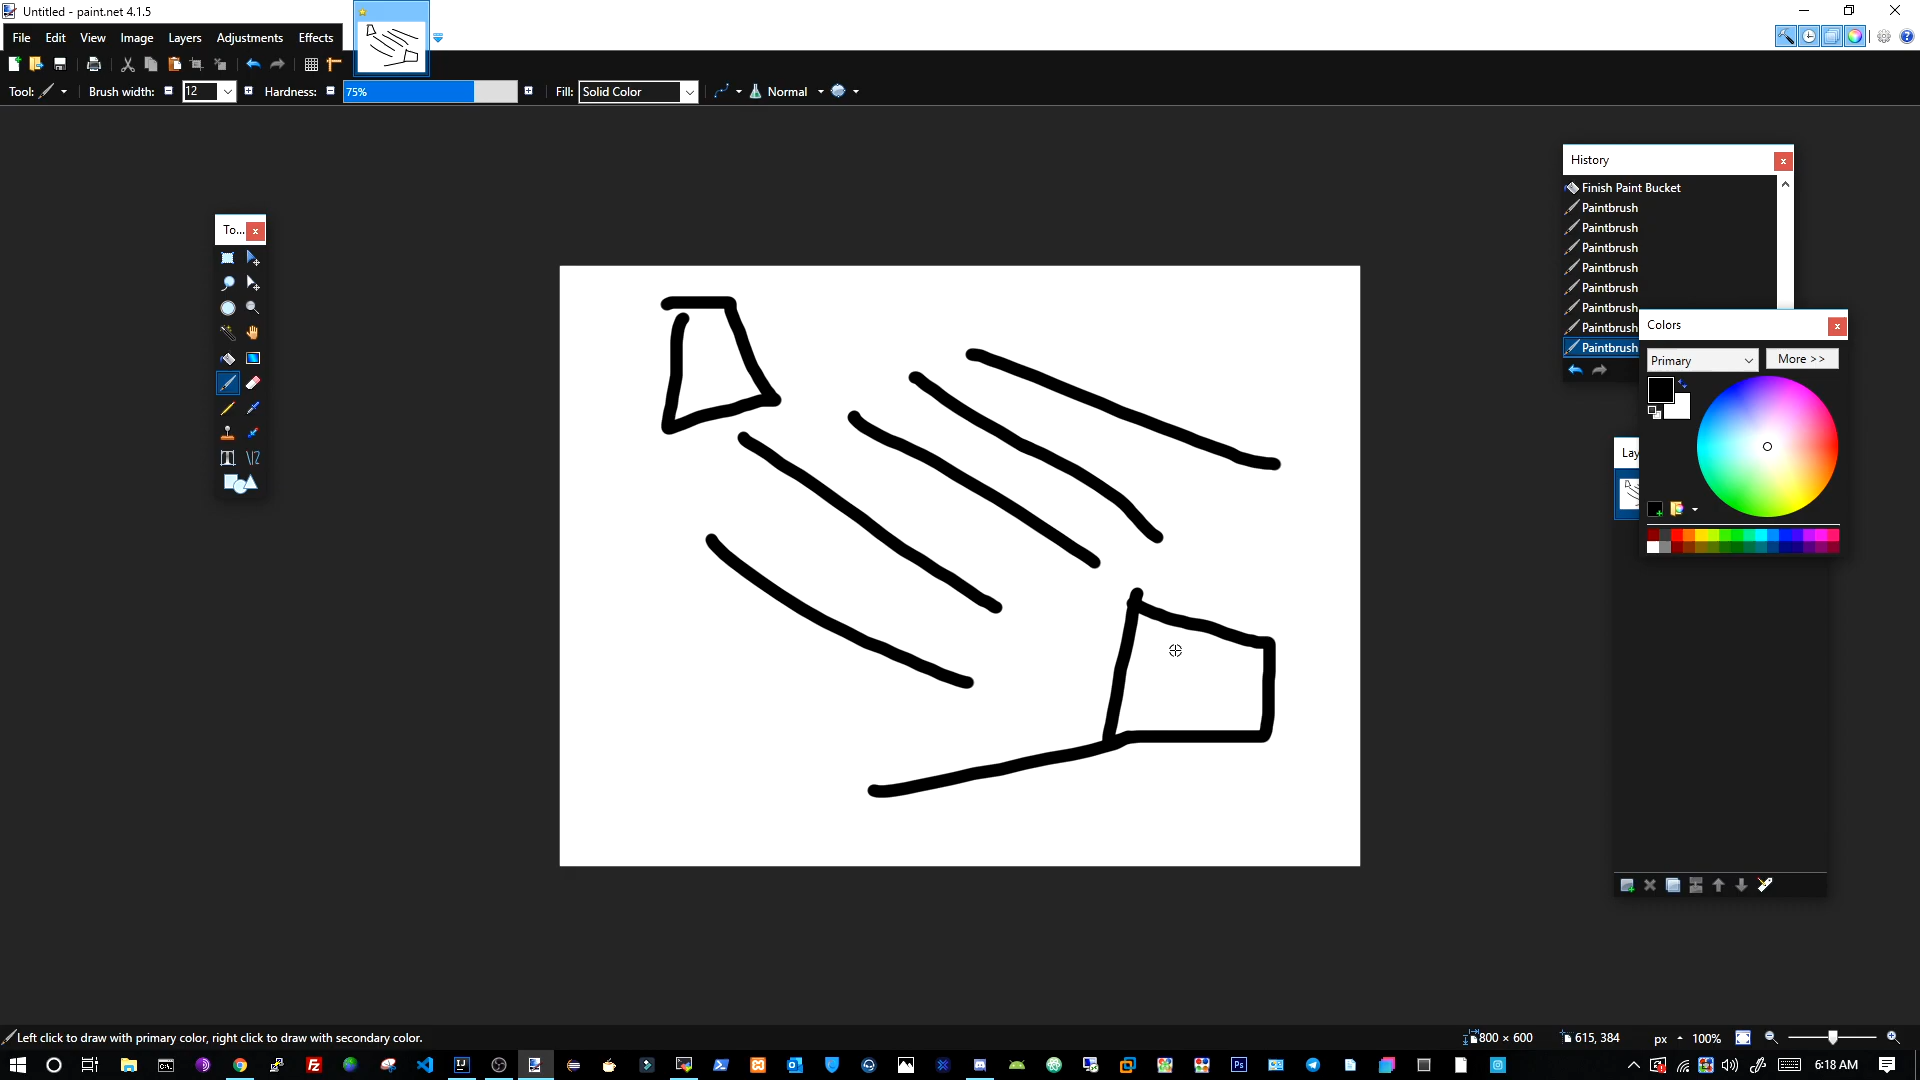 Untitled - paint.net 4.1.5
File Edit View Image Layers Adjustments Effects
Tool: Brush width: 12 Hardness: 75% Fill: Solid Color Normal
To...
History
Finish Paint Bucket
Paintbrush
Paintbrush
Paintbrush
Paintbrush
Paintbrush
Paintbrush
Paintbrush
Paintbrush
Colors
Primary More >>
Lay
Left click to draw with primary color, right click to draw with secondary color.
800 × 600 615, 384 px 100%
6:18 AM